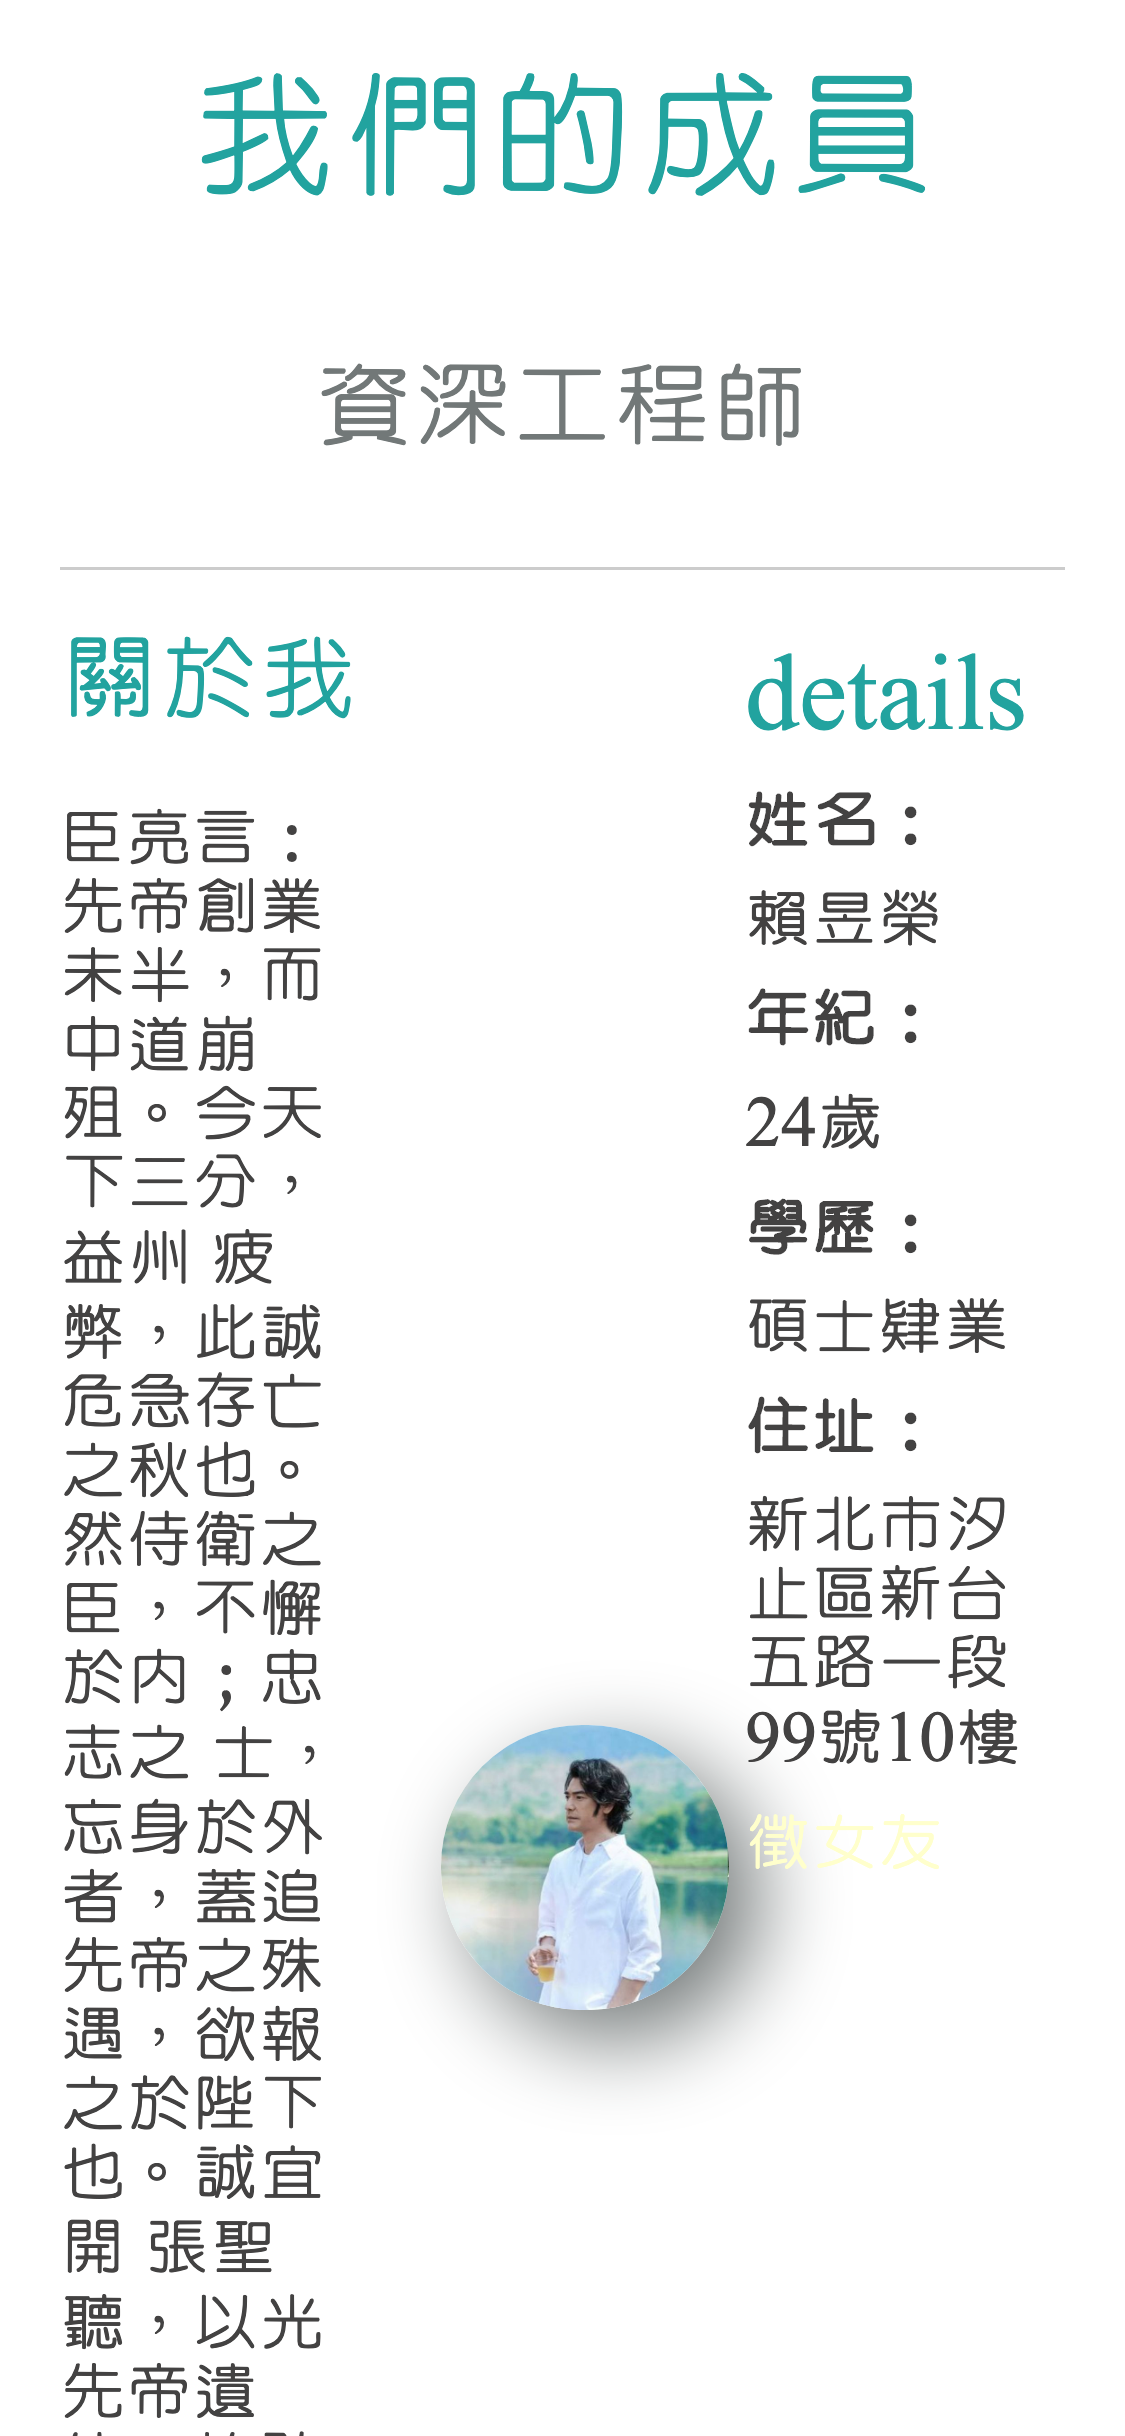 我們的成員
資深工程師
關於我
臣亮言：
先帝創業
未半，而
中道崩
殂。今天
下三分，
益州 疲
弊，此誠
危急存亡
之秋也。
然侍衛之
臣，不懈
於內；忠
志之 士，
忘身於外
者，蓋追
先帝之殊
遇，欲報
之於陛下
也。誠宜
開 張聖
聽，以光
先帝遺
details
姓名：
賴昱榮
年紀：
24歲
學歷：
碩士肄業
住址：
新北市汐
止區新台
五路一段
99號10樓
徵女友